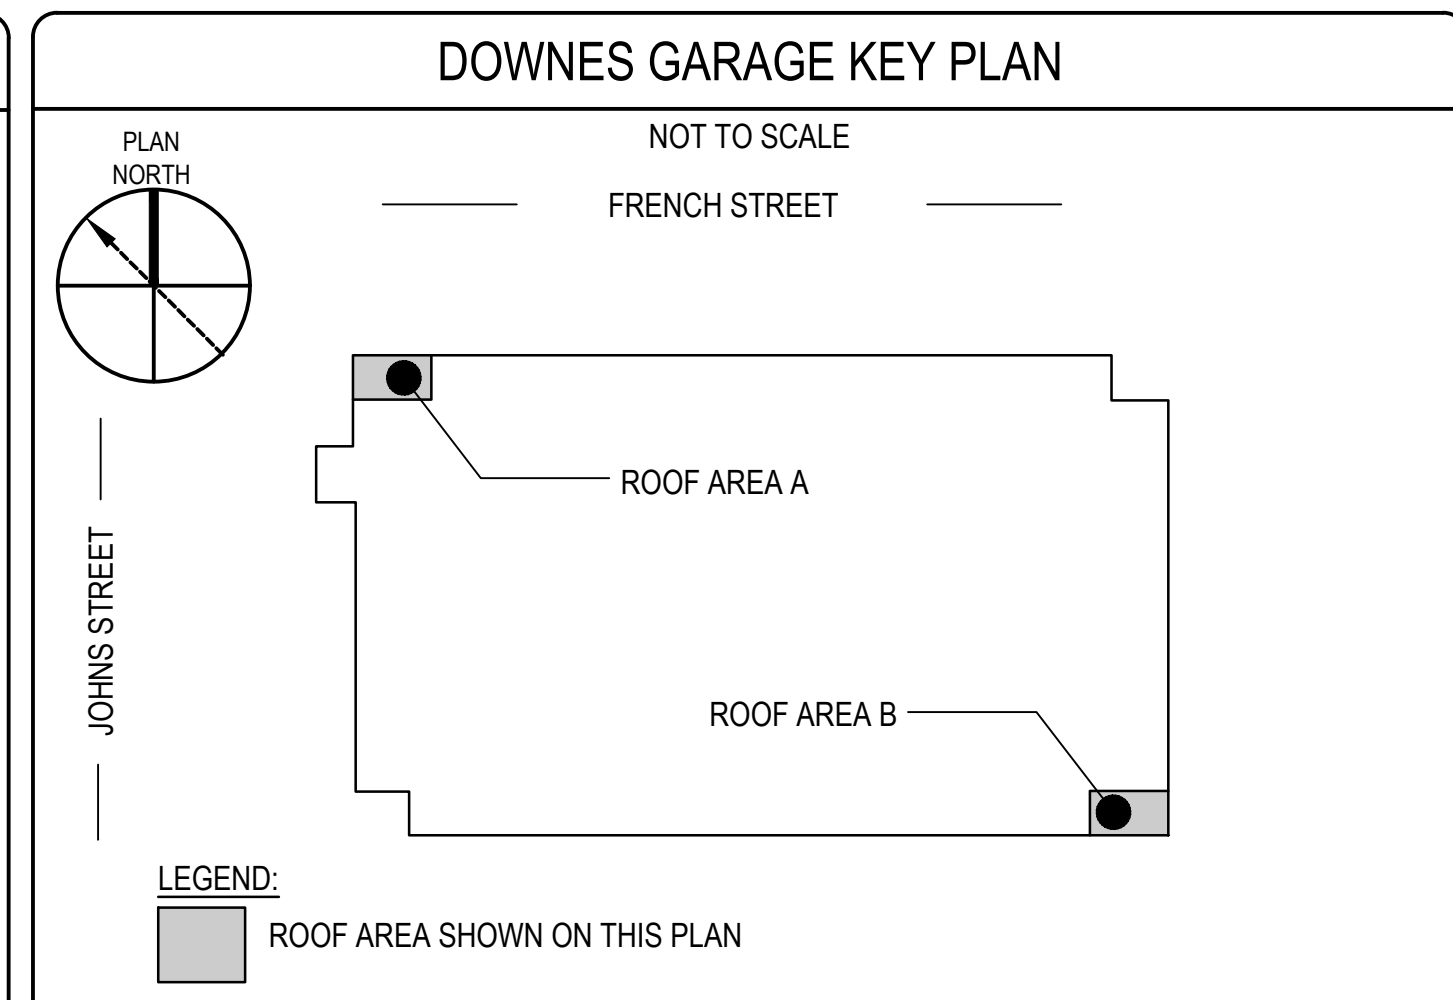 DOWNES GARAGE KEY PLAN
NOT TO SCALE
PLAN
NORTH
FRENCH STREET
ROOF AREA A
JOHNS STREET
ROOF AREA B
LEGEND:
ROOF AREA SHOWN ON THIS PLAN